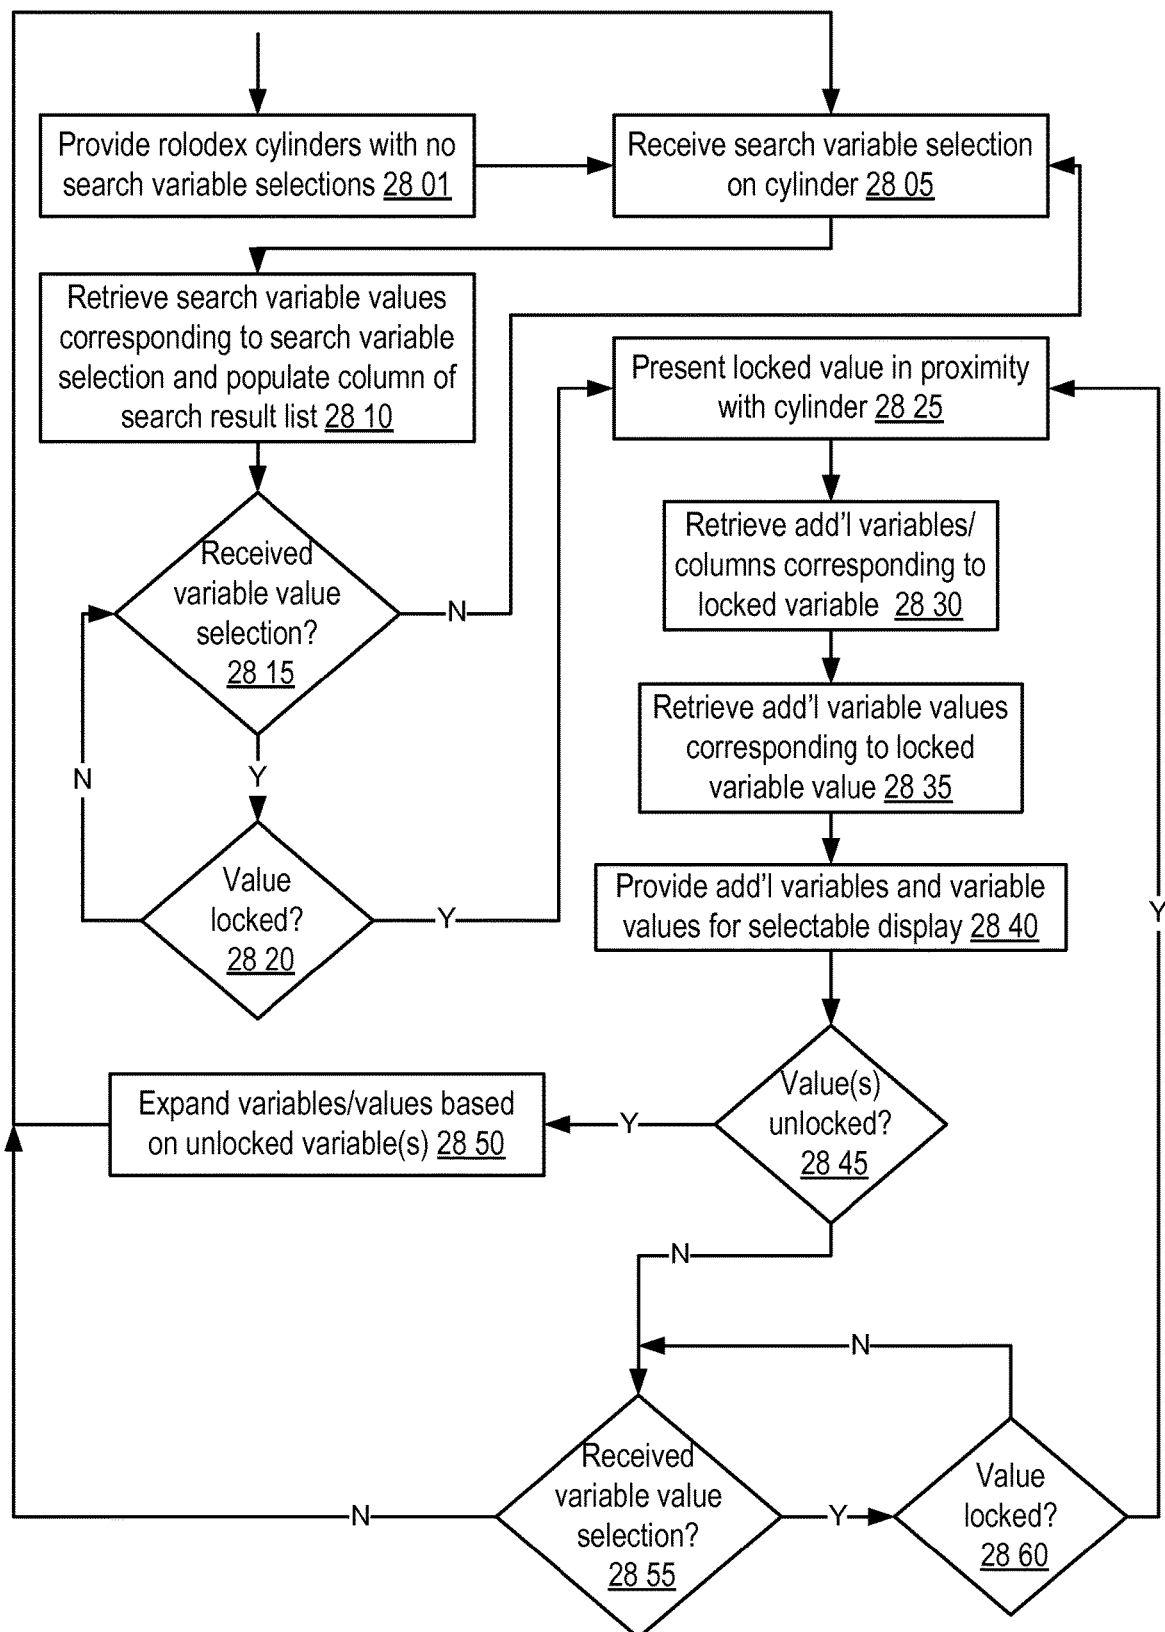 Provide rolodex cylinders with no
search variable selections 28 01
Receive search variable selection
on cylinder 28 05
Retrieve search variable values
corresponding to search variable
selection and populate column of
search result list 28 10
Present locked value in proximity
with cylinder 28 25
Received
variable value
selection?
28 15
N
Y
N
Value
locked?
28 20
Y
Retrieve add'l variables/
columns corresponding to
locked variable 28 30
Retrieve add'l variable values
corresponding to locked
variable value 28 35
Provide add'l variables and variable
values for selectable display 28 40
Y
Value(s)
unlocked?
28 45
Y
Expand variables/values based
on unlocked variable(s) 28 50
N
N
Received
variable value
selection?
28 55
N
Y
Value
locked?
28 60